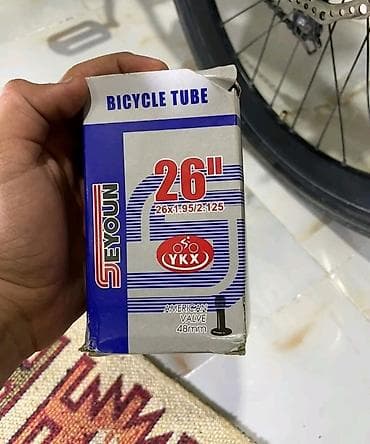 BICYCLE TUBE
26"
26x1.95/2.125
SEYOUN
YKX
AMERICAN
VALVE
48mm